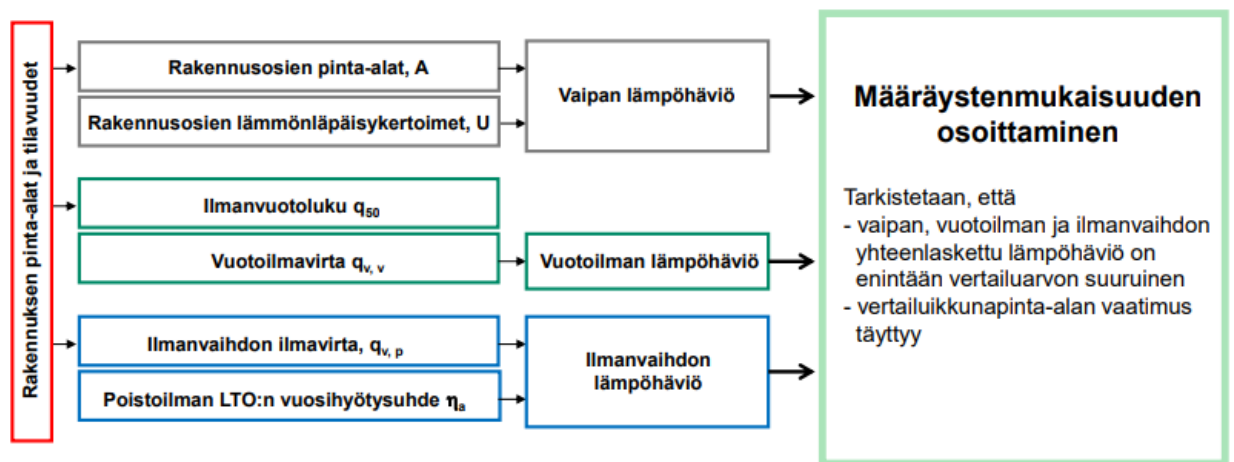 Rakennuksen pinta-alat ja tilavuudet
Rakennusosien pinta-alat, A
Rakennusosien lämmönläpäisykertoimet, U
Vaipan lämpöhäviö
Ilmanvuotoluku q50
Vuotoilmavirta qv, v
Vuotoilman lämpöhäviö
Ilmanvaihdon ilmavirta, qv, p
Poistoilman LTO:n vuosihyötysuhde ηa
Ilmanvaihdon
lämpöhäviö
Määräystenmukaisuuden
osoittaminen
Tarkistetaan, että
- vaipan, vuotoilman ja ilmanvaihdon
yhteenlaskettu lämpöhäviö on
enintään vertailuarvon suuruinen
- vertailuikkunapinta-alan vaatimus
täyttyy